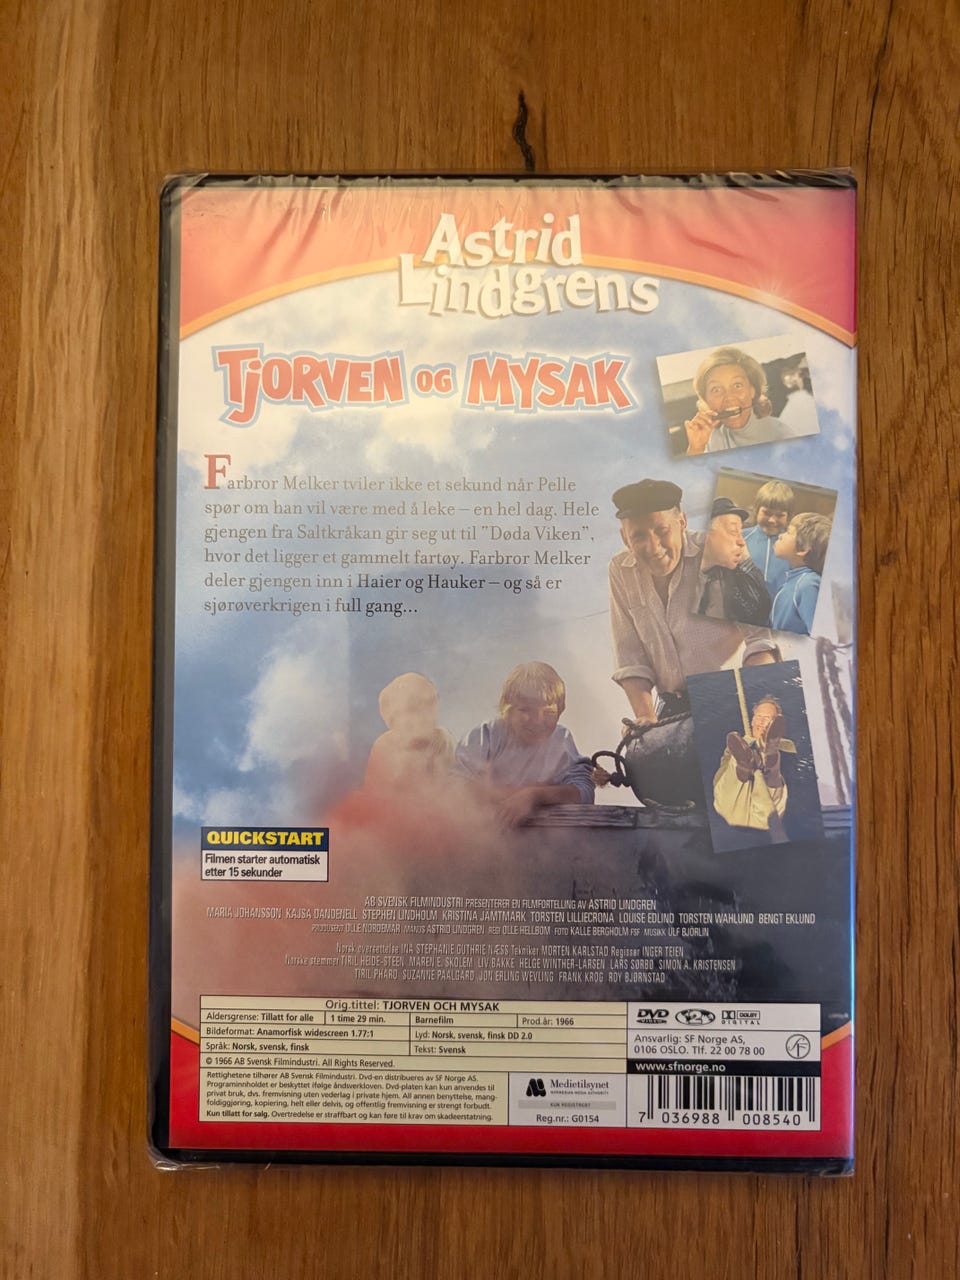 Astrid
Lindgrens
TJORVEN OG MYSAK
Farbror Melker tviler ikke et sekund når Pelle
spør om han vil være med å leke – en hel dag. Hele
gjengen fra Saltkråkan gir seg ut til "Døda Viken",
hvor det ligger et gammelt fartøy. Farbror Melker
deler gjengen inn i Haier og Hauker – og så er
sjørøverkrigen i full gang...
QUICKSTART
Filmen starter automatisk
etter 15 sekunder
AB SVENSK FILMINDUSTRI PRESENTERER EN FILMFORTELLING AV ASTRID LINDGREN
MARIA JOHANSSON KAJSA DANDENELL STEPHEN LINDHOLM KRISTINA JÄMTMARK TORSTEN LILLIECRONA LOUISE EDLIND TORSTEN WAHLUND BENGT EKLUND
PRODUSENT OLLE NORDEMAR MANUS ASTRID LINDGREN REGI OLLE HELLBOM FOTO KALLE BERGHOLM FSF MUSIKK ULF BJÖRLIN
Norsk oversettelse INA STEPHANIE GUTHRIE NÆSS Tekniker MORTEN KARLSTAD Regissør INGER TEIEN
Norske stemmer TIRIL HEIDE-STEEN MAREN E. SKOLEM LIV BAKKE HELGE WINTHER-LARSEN LARS SØRBØ SIMON A. KRISTENSEN
TIRIL PHARO SUZANNE PAALGARD JON ERLING WEVLING FRANK KROG ROY BJØRNSTAD
Orig.tittel: TJORVEN OCH MYSAK
Aldersgrense: Tillatt for alle 1 time 29 min. Barnefilm Prod.år: 1966
Bildeformat: Anamorfisk widescreen 1.77:1 Lyd: Norsk, svensk, finsk DD 2.0
Språk: Norsk, svensk, finsk Tekst: Svensk
© 1966 AB Svensk Filmindustri. All Rights Reserved.
Rettighetene tilhører AB Svensk Filmindustri. Dvd-en distribueres av SF Norge AS.
Programinnholdet er beskyttet ifølge åndsverkloven. Dvd-platen kan kun anvendes til
privat bruk, dvs. fremvisning uten vederlag i private hjem. All annen benyttelse, mang-
foldiggjøring, kopiering, helt eller delvis, og offentlig fremvisning er strengt forbudt.
Kun tillatt for salg. Overtredelse er straffbart og kan føre til krav om skadeerstatning.
Medietilsynet
NORWEGIAN MEDIA AUTHORITY
KUN REGISTRERT
Reg.nr.: G0154
DVD VIDEO 2 DOLBY DIGITAL
Ansvarlig: SF Norge AS,
0106 OSLO. Tlf. 22 00 78 00
SF
www.sfnorge.no
7 036988 008540